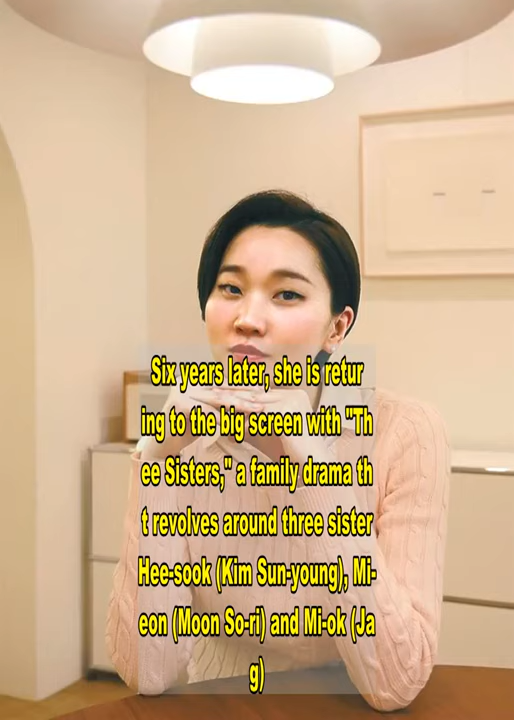 Six years later, she is retur
ing to the big screen with "Th
ee Sisters," a family drama th
t revolves around three sister
Hee-sook (Kim Sun-young), Mi-
eon (Moon So-ri) and Mi-ok (Ja
g)